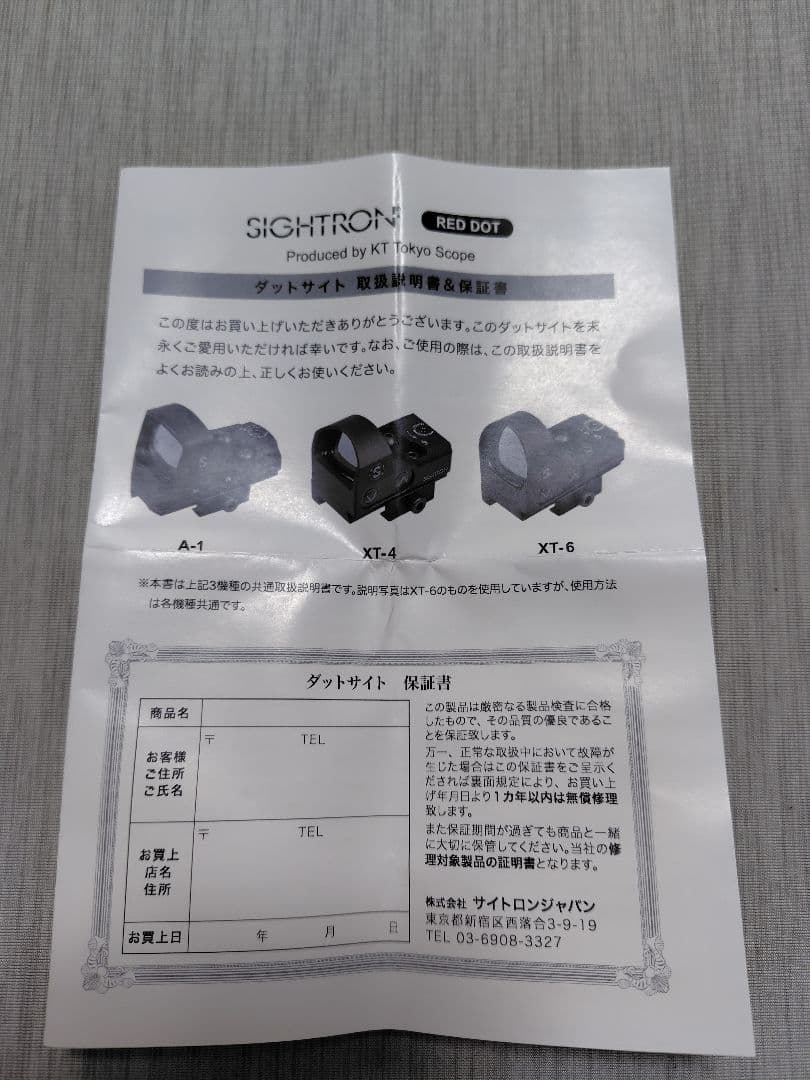 SIGHTRON
RED DOT
Produced by KT Tokyo Scope
ダットサイト 取扱説明書&保証書
この度はお買い上げいただきありがとうございます。このダットサイトを末
永くご愛用いただければ幸いです。なお、ご使用の際は、この取扱説明書を
よくお読みの上、正しくお使いください。
A-1
XT-4
XT-6
※本書は上記3機種の共通取扱説明書です。説明写真はXT-6のものを使用していますが、使用方法
は各機種共通です。
ダットサイト 保証書
商品名
お客様
ご住所
ご氏名
〒 TEL
お買上
店名
住所
〒 TEL
お買上日
年 月 日
この製品は厳密なる製品検査に合格
したもので、その品質の優良であるこ
とを保証致します。
万一、正常な取扱中において故障が
生じた場合はこの保証書をご呈示く
だされば裏面規定により、お買い上
げ年月日より1カ年以内は無償修理
致します。
また保証期間が過ぎても商品と一緒
に大切に保管してください。当社の修
理対象製品の証明書となります。
株式会社 サイトロンジャパン
東京都新宿区西落合3-9-19
TEL 03-6908-3327